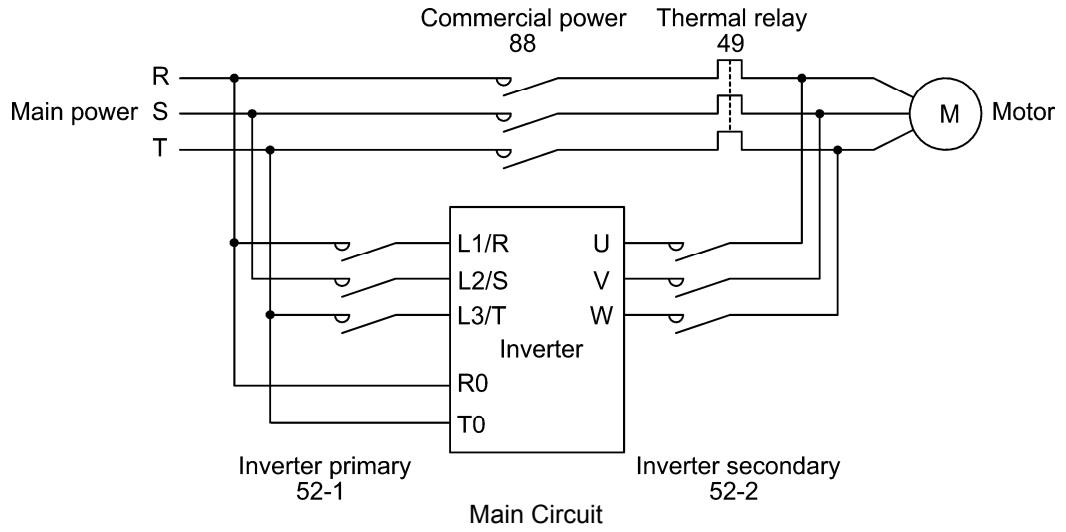 Commercial power Thermal relay
88 49
R
Main power S M Motor
T
L1/R U
L2/S V
L3/T W
Inverter
R0
T0
Inverter primary Inverter secondary
52-1 52-2
Main Circuit